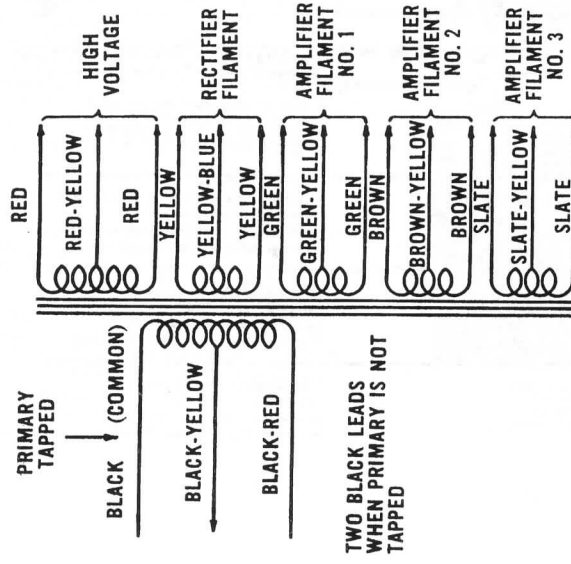 PRIMARY
TAPPED
BLACK (COMMON)
BLACK-YELLOW
BLACK-RED
TWO BLACK LEADS
WHEN PRIMARY IS NOT
TAPPED
RED
RED-YELLOW
RED
HIGH
VOLTAGE
YELLOW
YELLOW-BLUE
YELLOW
RECTIFIER
FILAMENT
GREEN
GREEN-YELLOW
GREEN
AMPLIFIER
FILAMENT
NO. 1
BROWN
BROWN-YELLOW
BROWN
AMPLIFIER
FILAMENT
NO. 2
SLATE
SLATE-YELLOW
SLATE
AMPLIFIER
FILAMENT
NO. 3